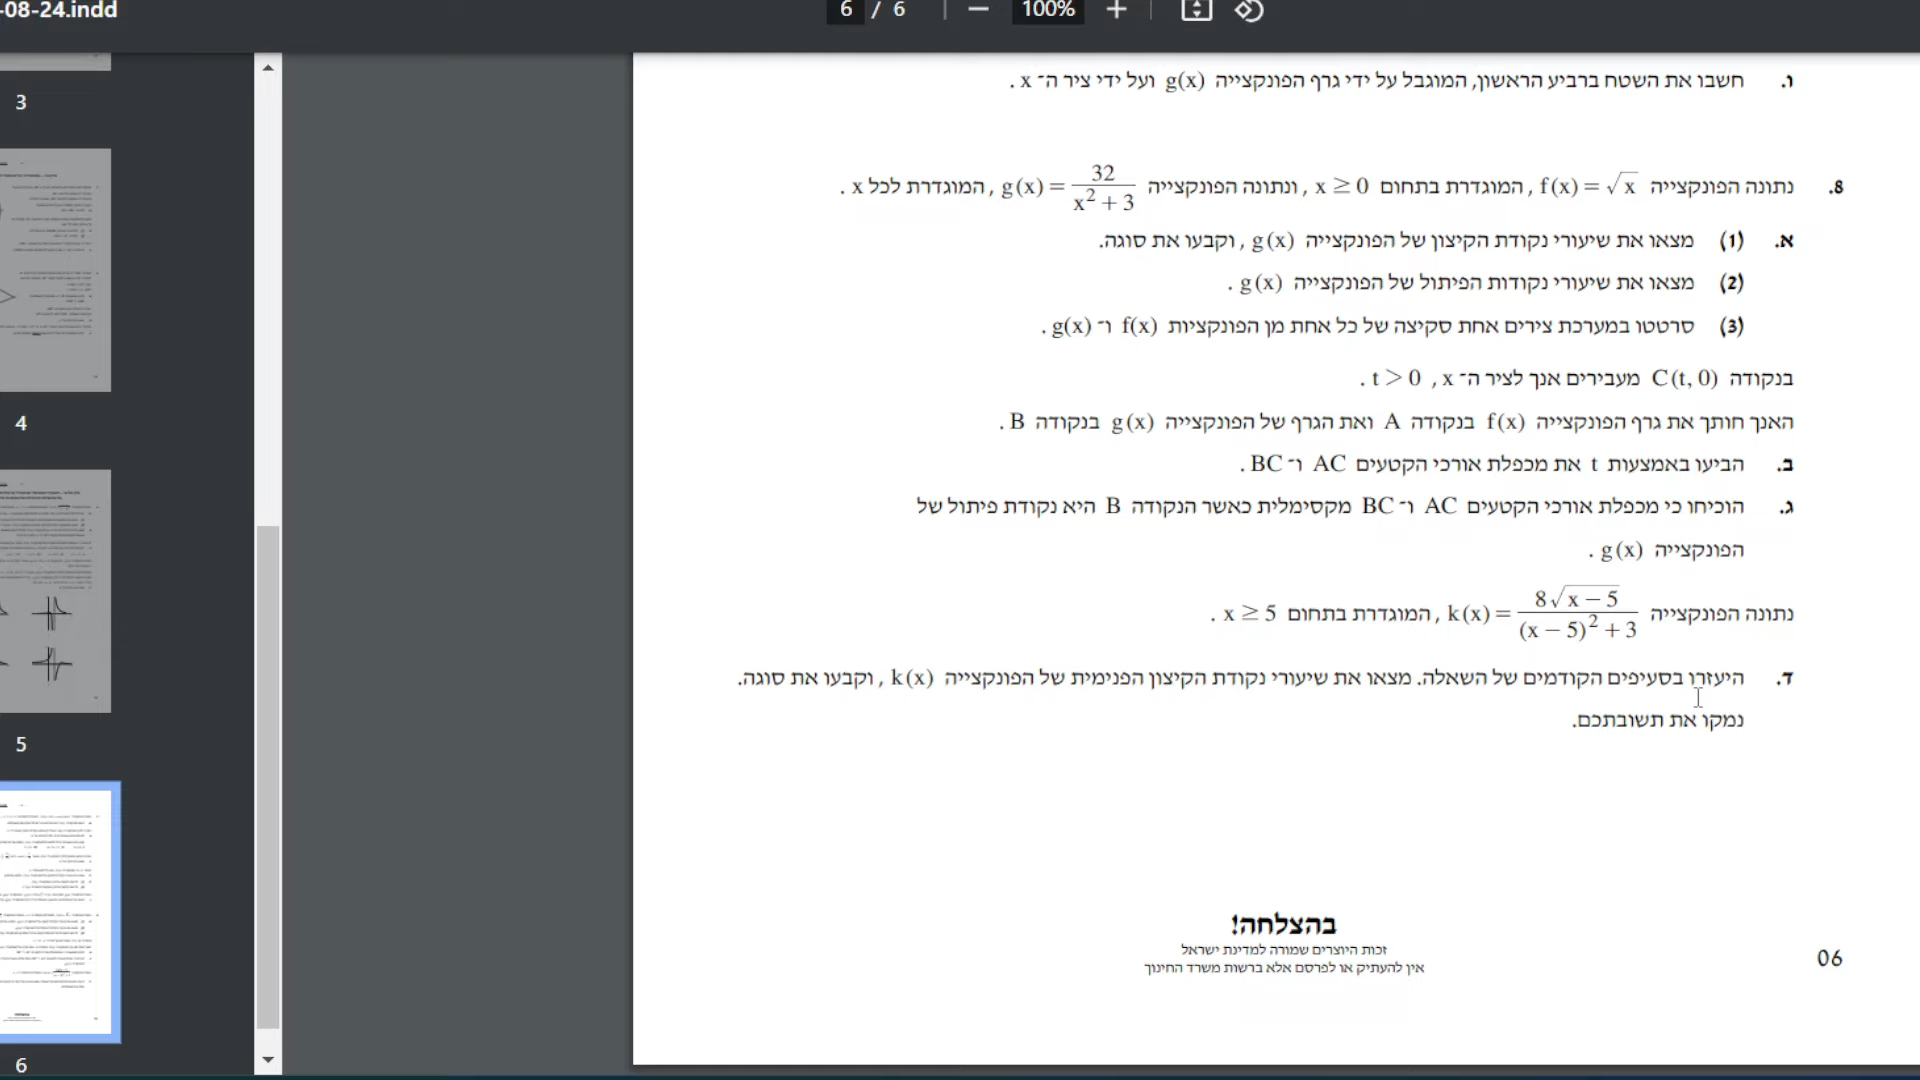 -08-24.indd
6 / 6 — 100% +
3
4
5
6
ו. חשבו את השטח ברביע הראשון, המוגבל על ידי גרף הפונקצייה g(x) ועל ידי ציר ה־ x .
8. נתונה הפונקצייה f(x) = √x , המוגדרת בתחום x ≥ 0 , ונתונה הפונקצייה g(x) = 32/(x² + 3) , המוגדרת לכל x .
א. (1) מצאו את שיעורי נקודת הקיצון של הפונקצייה g(x) , וקבעו את סוגה.
(2) מצאו את שיעורי נקודות הפיתול של הפונקצייה g(x) .
(3) סרטטו במערכת צירים אחת סקיצה של כל אחת מן הפונקציות f(x) ו־ g(x) .
בנקודה C(t, 0) מעבירים אנך לציר ה־ x , t > 0 .
האנך חותך את גרף הפונקצייה f(x) בנקודה A ואת הגרף של הפונקצייה g(x) בנקודה B .
ב. הביעו באמצעות t את מכפלת אורכי הקטעים AC ו־ BC .
ג. הוכיחו כי מכפלת אורכי הקטעים AC ו־ BC מקסימלית כאשר הנקודה B היא נקודת פיתול של
הפונקצייה g(x) .
נתונה הפונקצייה k(x) = 8√(x − 5)/((x − 5)² + 3) , המוגדרת בתחום x ≥ 5 .
ד. היעזרו בסעיפים הקודמים של השאלה. מצאו את שיעורי נקודת הקיצון הפנימית של הפונקצייה k(x) , וקבעו את סוגה.
נמקו את תשובתכם.
בהצלחה!
זכות היוצרים שמורה למדינת ישראל
אין להעתיק או לפרסם אלא ברשות משרד החינוך
06